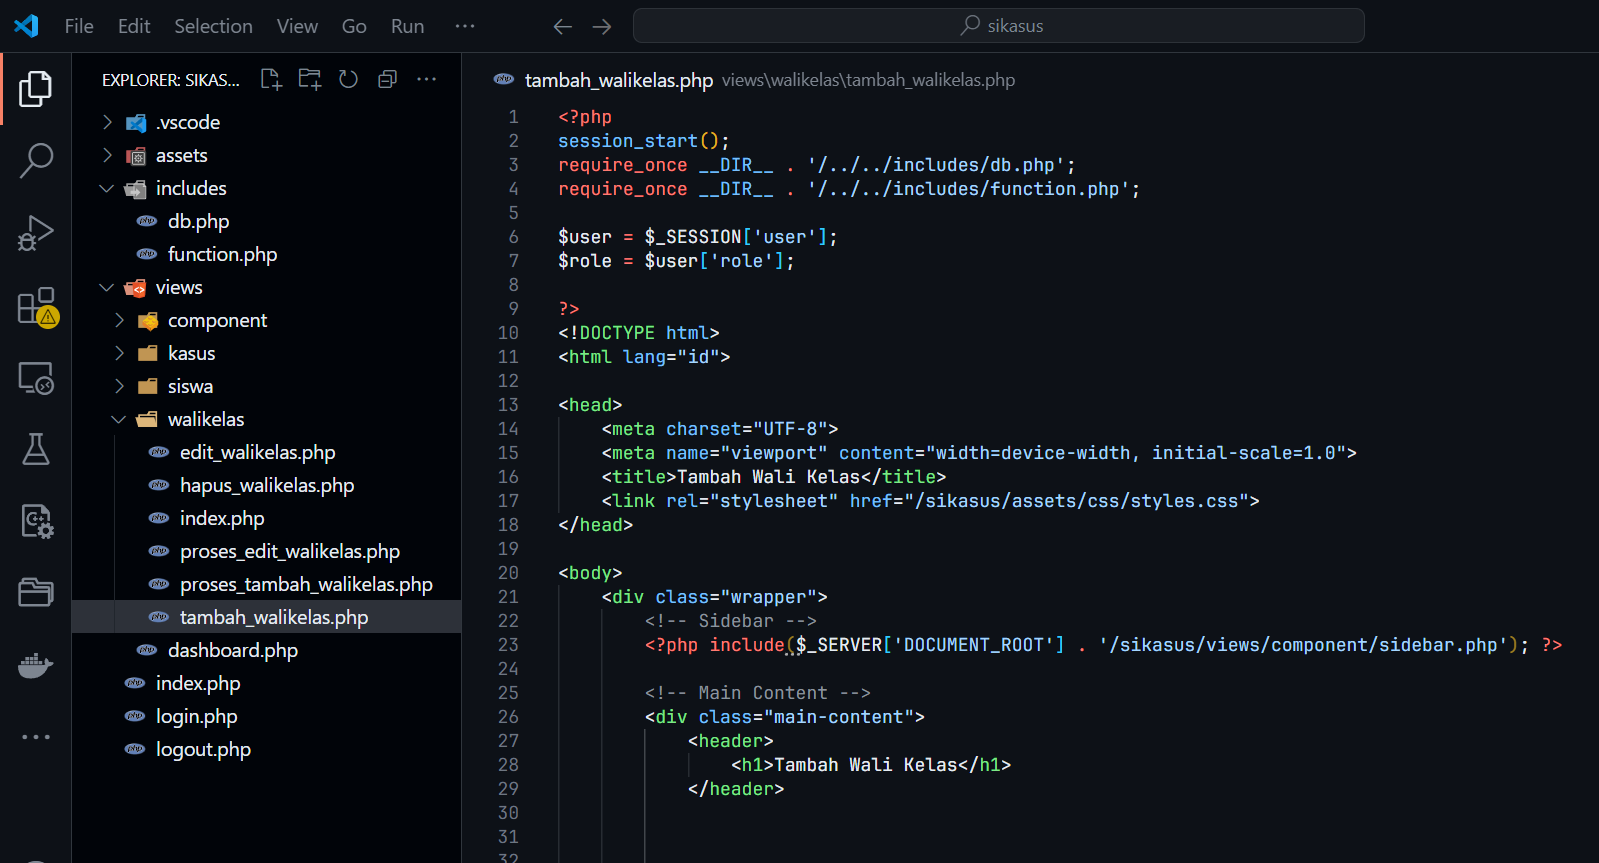 File Edit Selection View Go Run ···
sikasus
EXPLORER: SIKAS...
.vscode
assets
includes
db.php
function.php
views
component
kasus
siswa
walikelas
edit_walikelas.php
hapus_walikelas.php
index.php
proses_edit_walikelas.php
proses_tambah_walikelas.php
tambah_walikelas.php
dashboard.php
index.php
login.php
logout.php
tambah_walikelas.php views\walikelas\tambah_walikelas.php
1 <?php
2 session_start();
3 require_once __DIR__ . '/../../includes/db.php';
4 require_once __DIR__ . '/../../includes/function.php';
5
6 $user = $_SESSION['user'];
7 $role = $user['role'];
8
9 ?>
10 <!DOCTYPE html>
11 <html lang="id">
12
13 <head>
14     <meta charset="UTF-8">
15     <meta name="viewport" content="width=device-width, initial-scale=1.0">
16     <title>Tambah Wali Kelas</title>
17     <link rel="stylesheet" href="/sikasus/assets/css/styles.css">
18 </head>
19
20 <body>
21     <div class="wrapper">
22         <!-- Sidebar -->
23         <?php include($_SERVER['DOCUMENT_ROOT'] . '/sikasus/views/component/sidebar.php'); ?>
24
25         <!-- Main Content -->
26         <div class="main-content">
27             <header>
28                 <h1>Tambah Wali Kelas</h1>
29             </header>
30
31
32